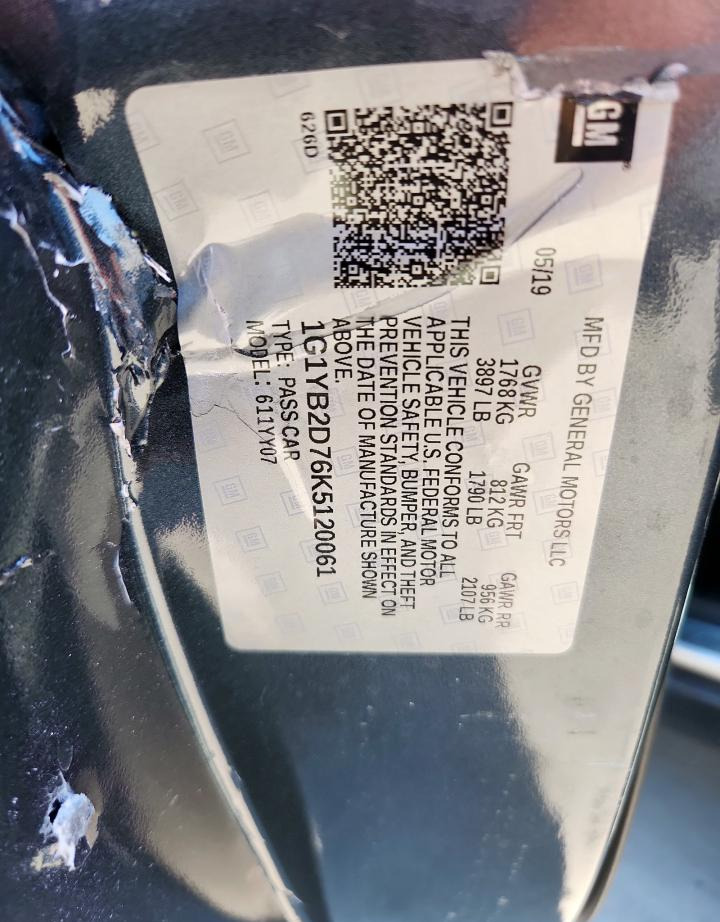 GM
05/19
MFD BY GENERAL MOTORS LLC
GVWR GAWR FRT GAWR RR
1768 KG 812 KG 956 KG
3897 LB 1790 LB 2107 LB
THIS VEHICLE CONFORMS TO ALL
APPLICABLE U.S. FEDERAL MOTOR
VEHICLE SAFETY, BUMPER, AND THEFT
PREVENTION STANDARDS IN EFFECT ON
THE DATE OF MANUFACTURE SHOWN
ABOVE.
1G1YB2D76K5120061
TYPE: PASS CAR
MODEL: 611YY07
626D